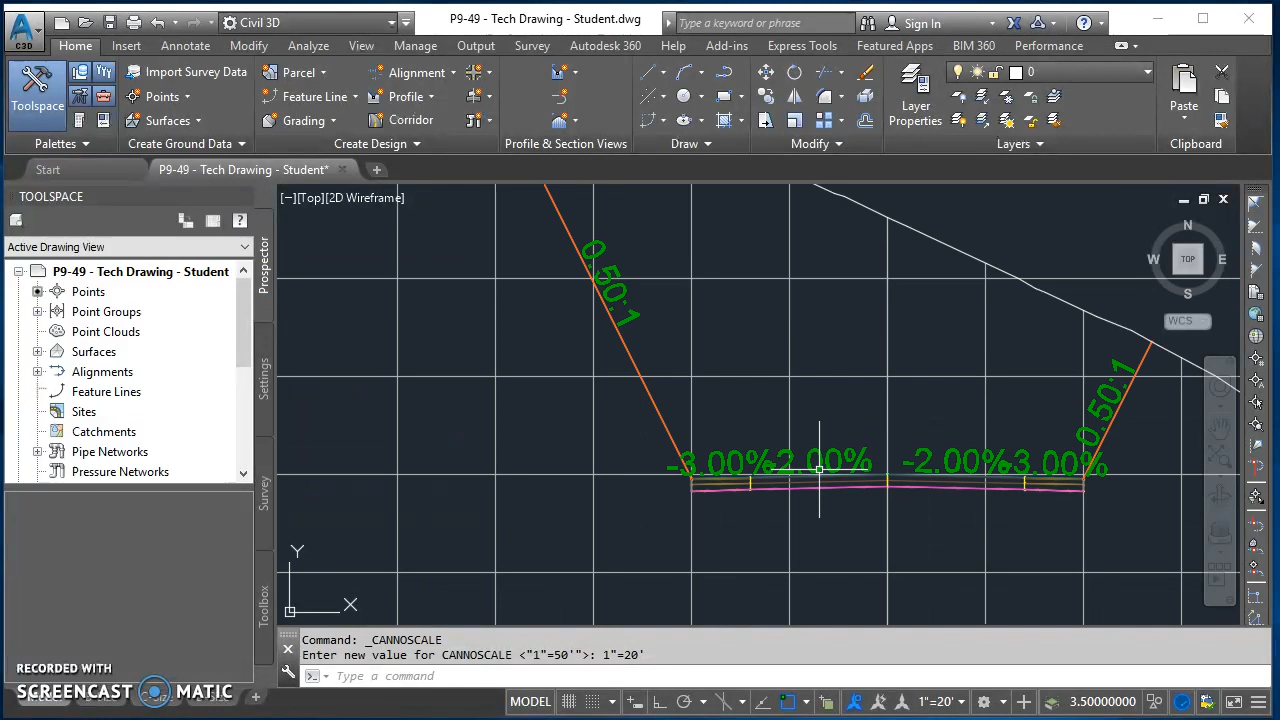 Civil 3D
P9-49 - Tech Drawing - Student.dwg
Type a keyword or phrase
Sign In
C3D
Home Insert Annotate Modify Analyze View Manage Output Survey Autodesk 360 Help Add-ins Express Tools Featured Apps BIM 360 Performance
Toolspace
Import Survey Data
Points
Surfaces
Parcel
Feature Line
Grading
Alignment
Profile
Corridor
Layer
Properties
0
Paste
Palettes
Create Ground Data
Create Design
Profile & Section Views
Draw
Modify
Layers
Clipboard
Start
P9-49 - Tech Drawing - Student*
TOOLSPACE
Active Drawing View
P9-49 - Tech Drawing - Student
Points
Point Groups
Point Clouds
Surfaces
Alignments
Feature Lines
Sites
Catchments
Pipe Networks
Pressure Networks
Prospector
Settings
Survey
Toolbox
[−][Top][2D Wireframe]
N
W TOP E
S
WCS
0.50:1
0.50:1
-3.00% -2.00% -2.00% -3.00%
Y
X
Command: _CANNOSCALE
Enter new value for CANNOSCALE <"1"=50'">: 1"=20'
Type a command
RECORDED WITH
SCREENCAST MATIC
MODEL
1"=20'
3.50000000